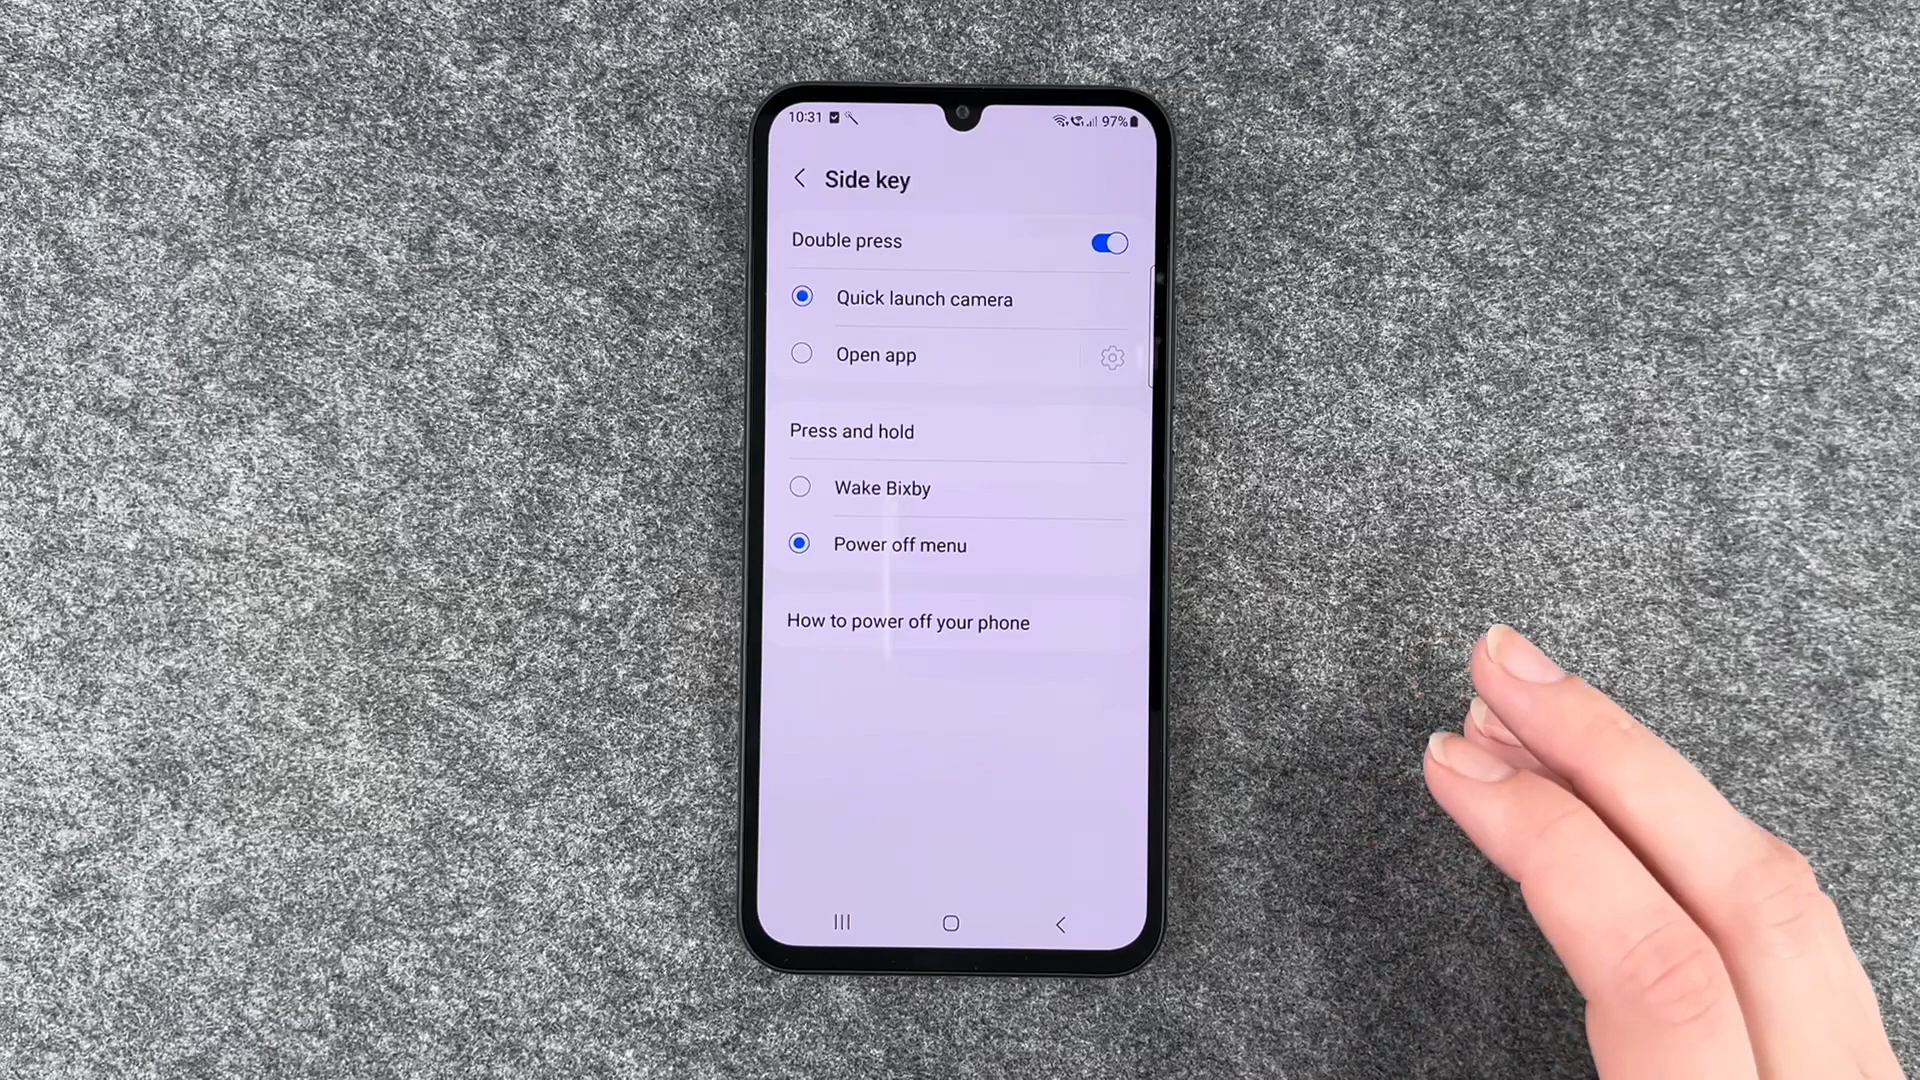 10:31 97%
Side key
Double press
Quick launch camera
Open app
Press and hold
Wake Bixby
Power off menu
How to power off your phone